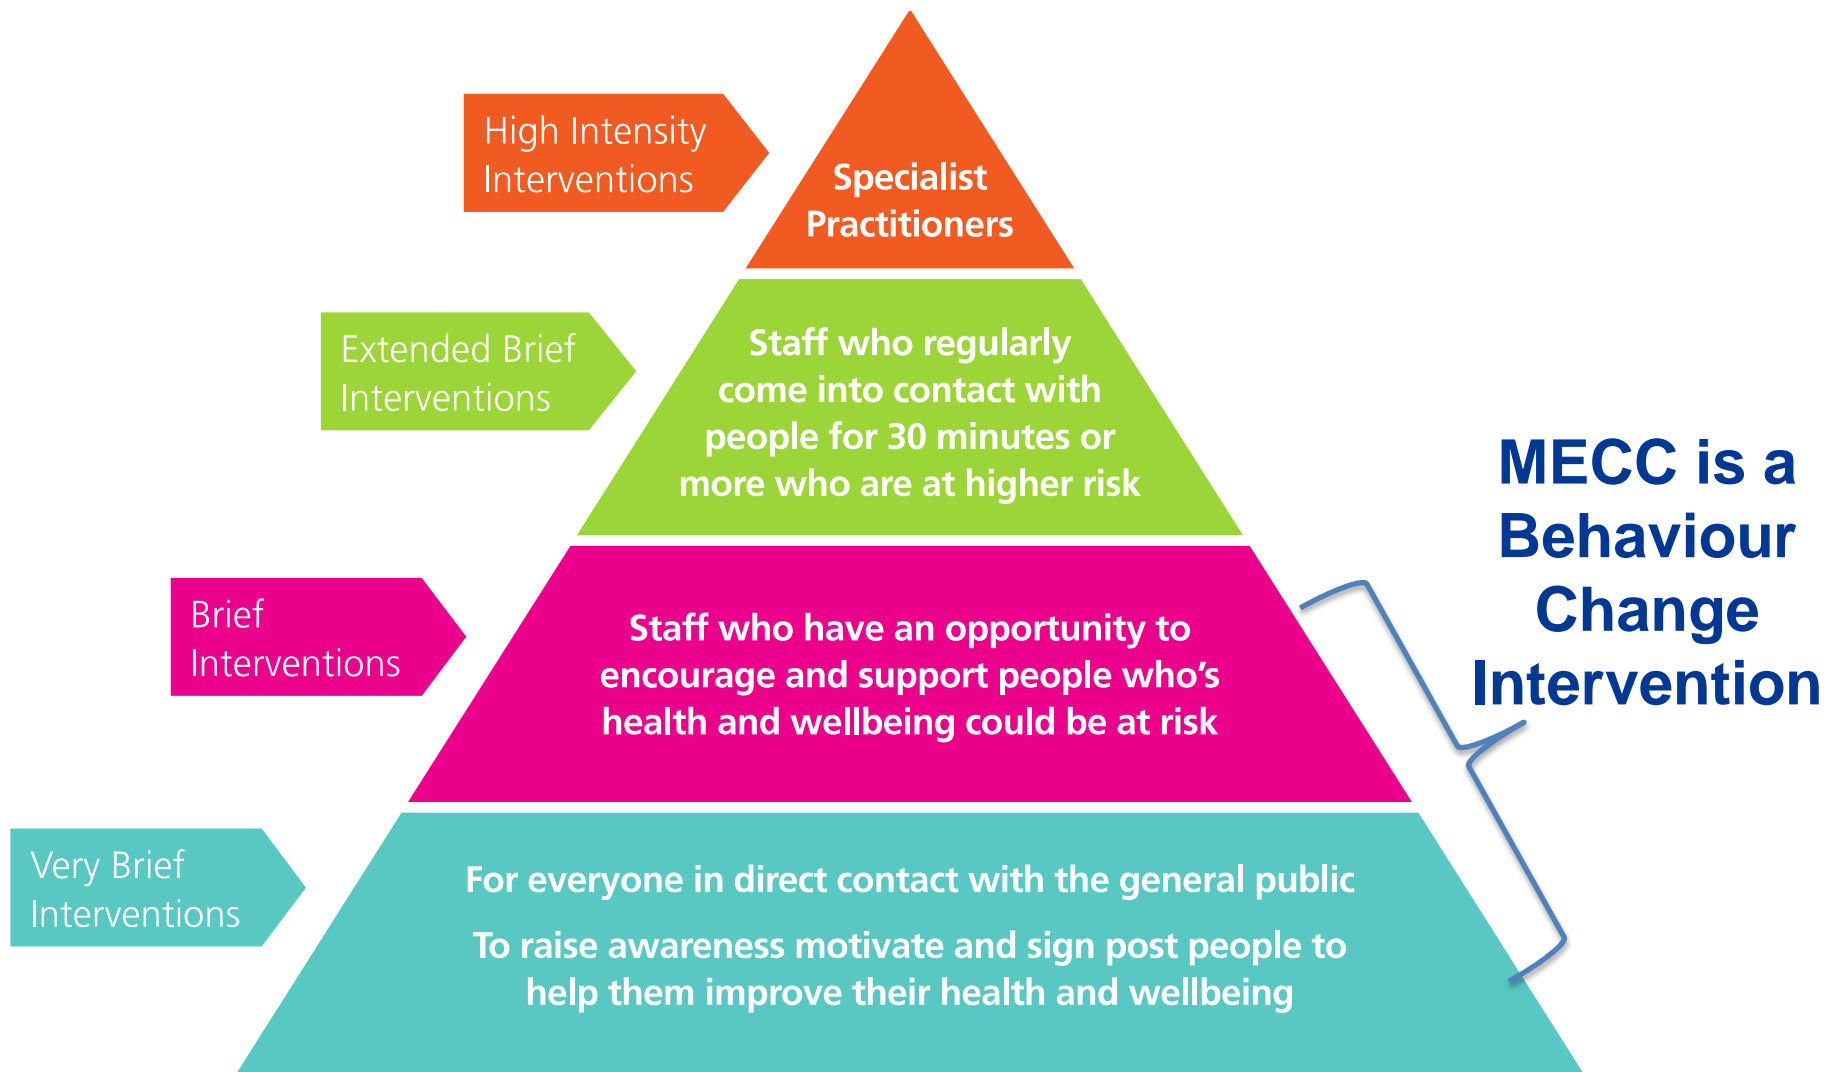 High Intensity
Interventions
Specialist
Practitioners
Extended Brief
Interventions
Staff who regularly
come into contact with
people for 30 minutes or
more who are at higher risk
MECC is a
Behaviour
Change
Intervention
Brief
Interventions
Staff who have an opportunity to
encourage and support people who’s
health and wellbeing could be at risk
Very Brief
Interventions
For everyone in direct contact with the general public
To raise awareness motivate and sign post people to
help them improve their health and wellbeing